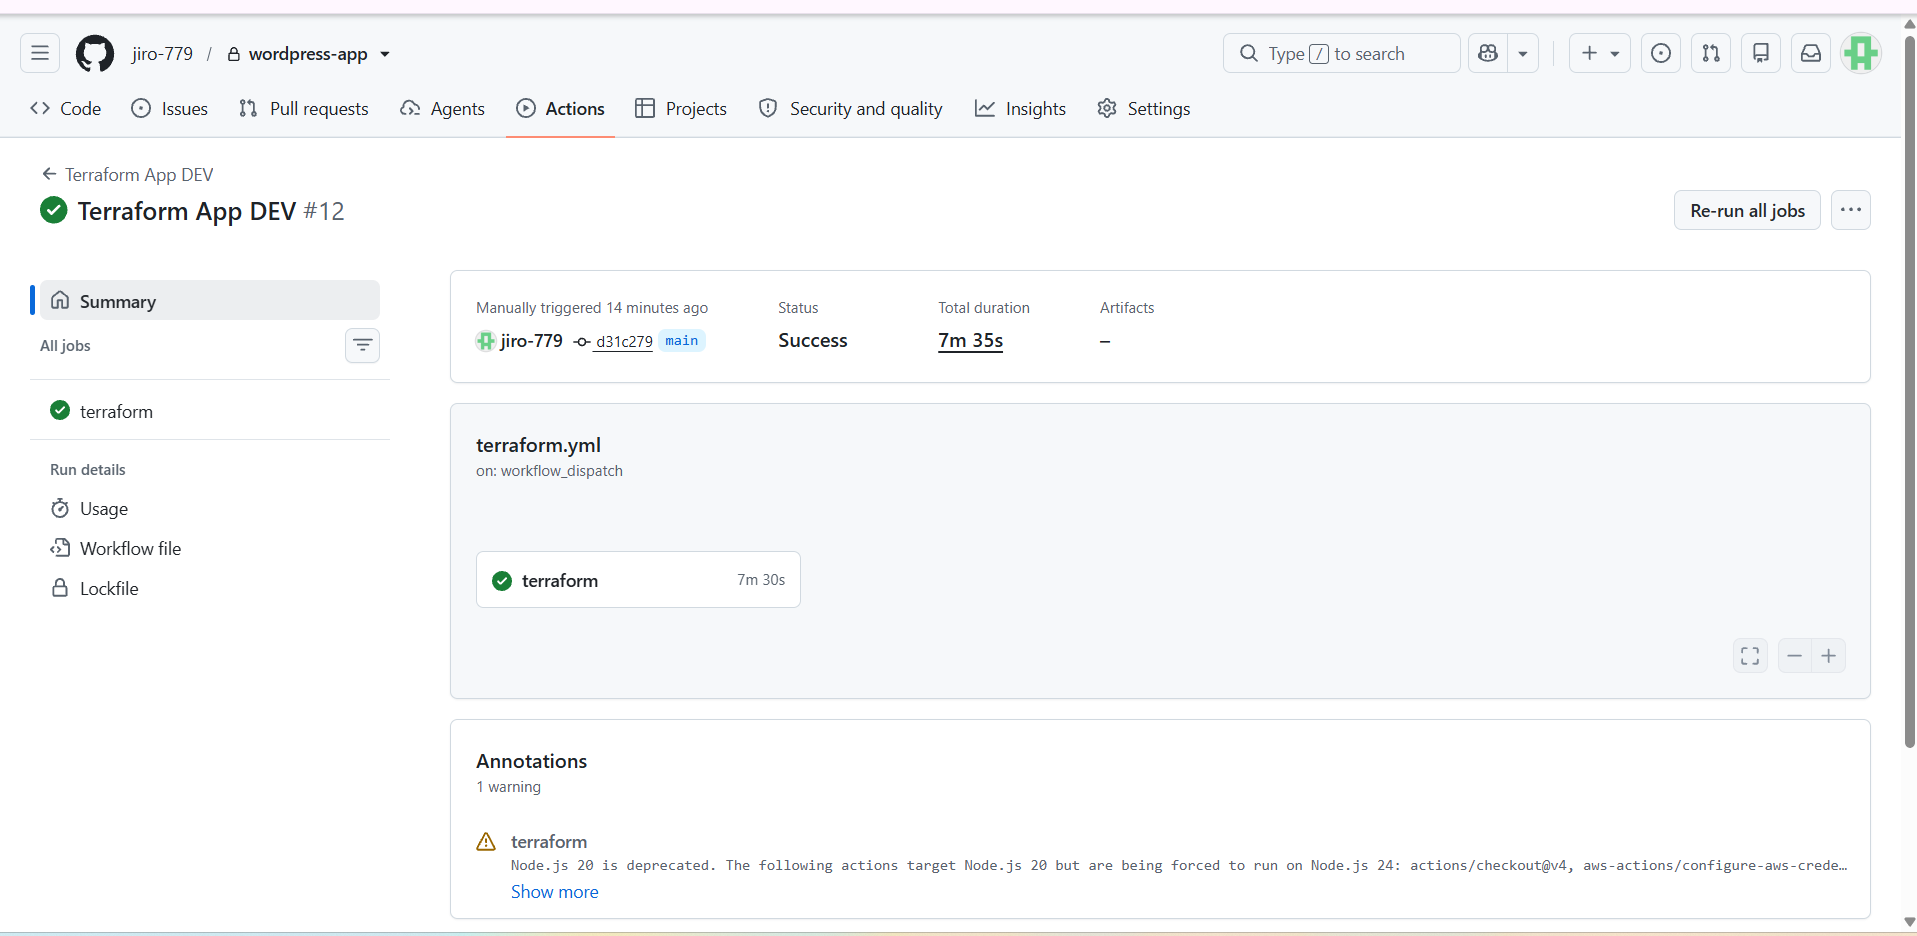 jiro-779 / wordpress-app
Type / to search
Code
Issues
Pull requests
Agents
Actions
Projects
Security and quality
Insights
Settings
Terraform App DEV
Terraform App DEV #12
Re-run all jobs
Summary
All jobs
terraform
Run details
Usage
Workflow file
Lockfile
Manually triggered 14 minutes ago
jiro-779 d31c279 main
Status
Success
Total duration
7m 35s
Artifacts
–
terraform.yml
on: workflow_dispatch
terraform 7m 30s
Annotations
1 warning
terraform
Node.js 20 is deprecated. The following actions target Node.js 20 but are being forced to run on Node.js 24: actions/checkout@v4, aws-actions/configure-aws-crede…
Show more